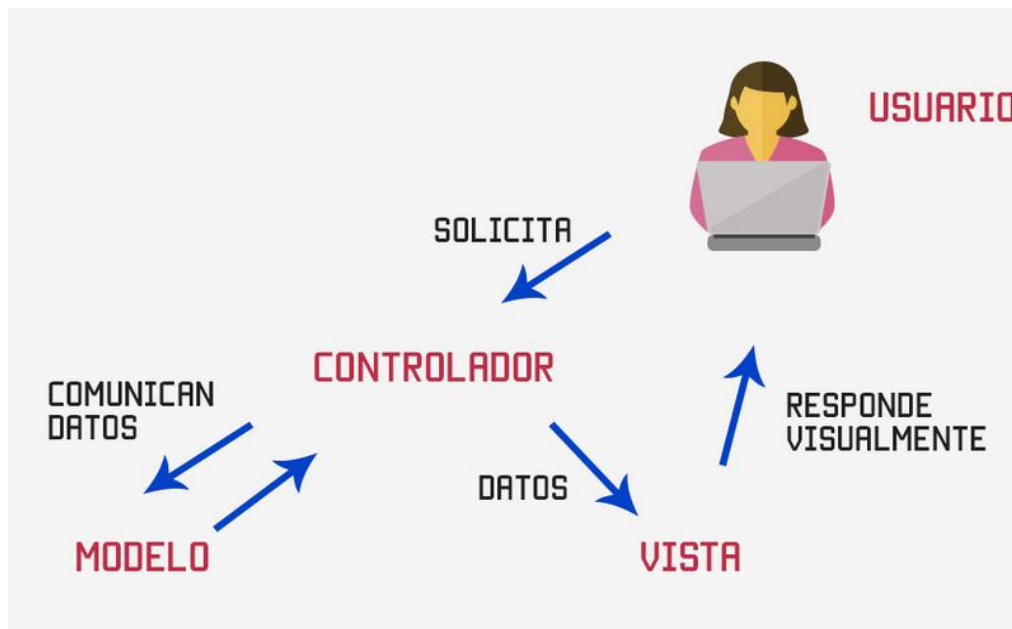 USUARIO
SOLICITA
CONTROLADOR
COMUNICAN
DATOS
RESPONDE
VISUALMENTE
DATOS
MODELO
VISTA